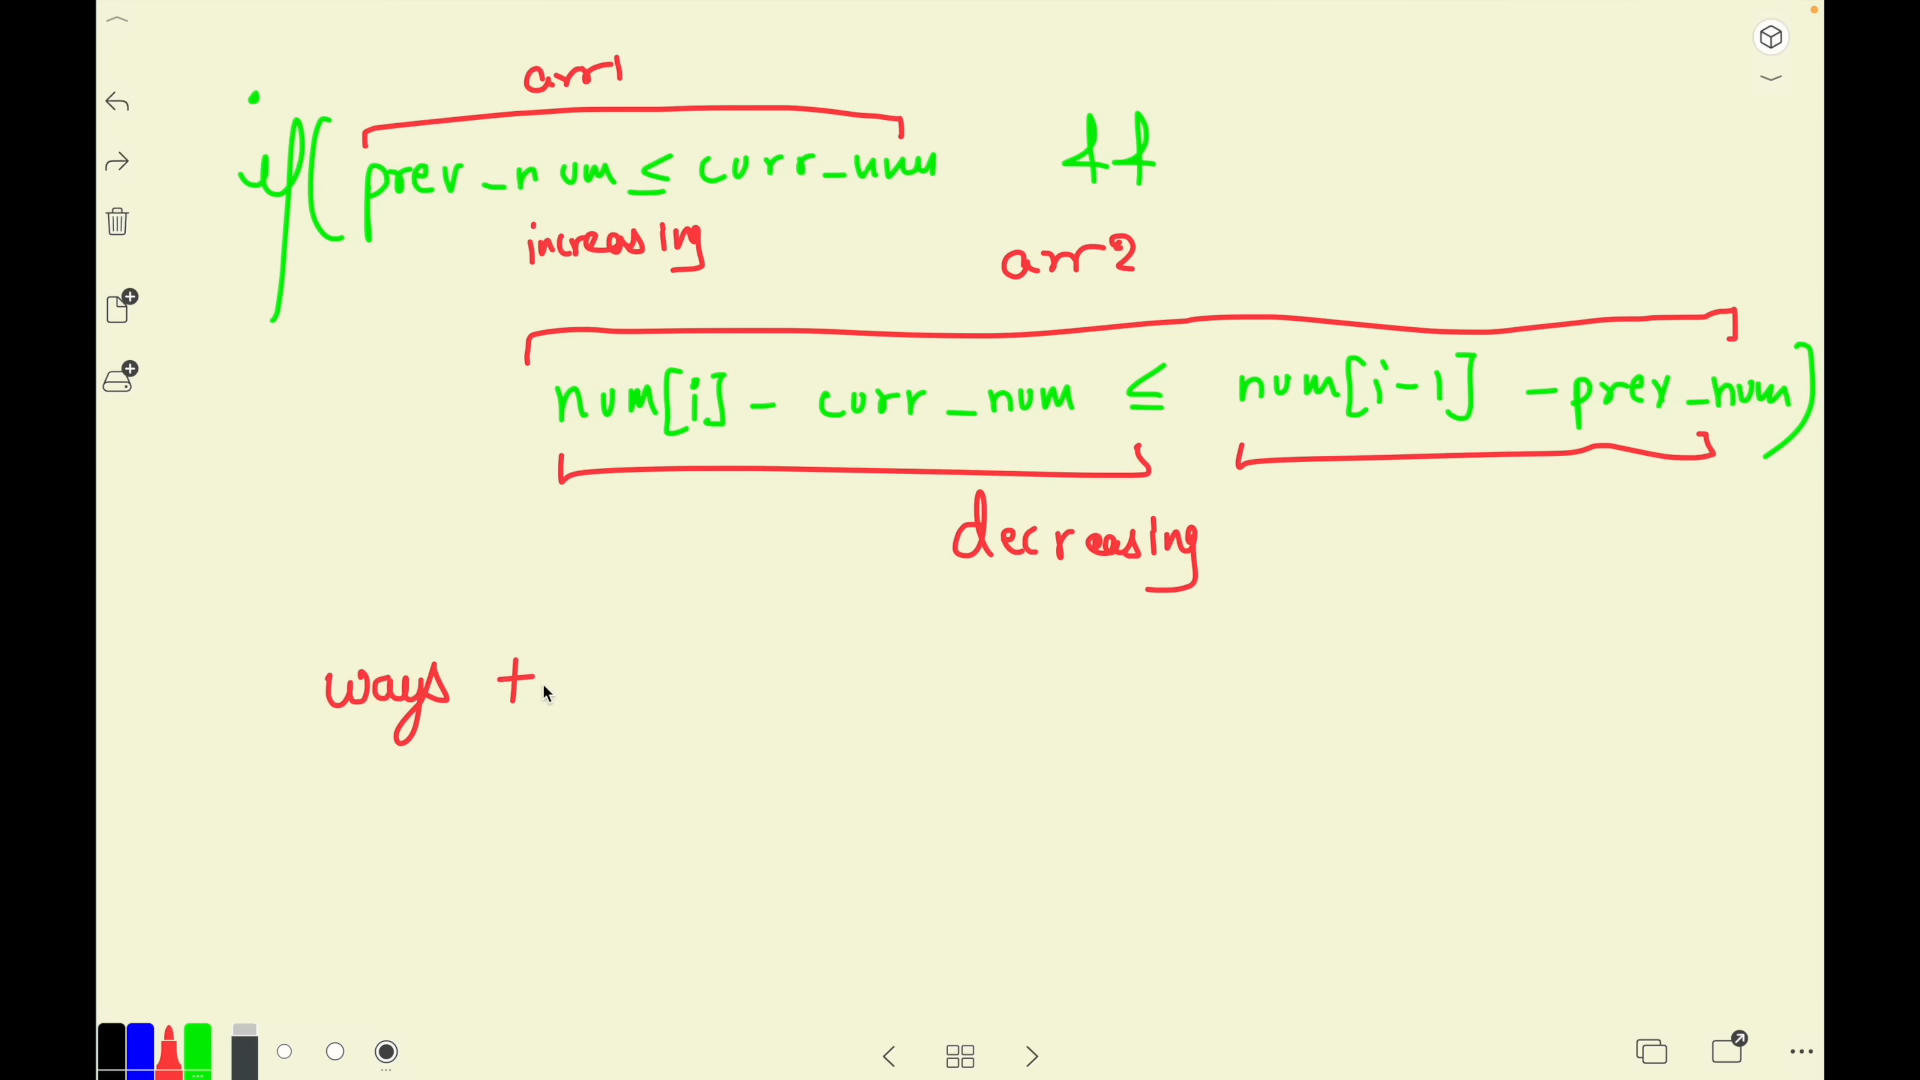 arr1
if( prev_num ≤ curr_num &&
increasing
arr2
num[i] - curr_num ≤ num[i-1] - prev_num)
decreasing
ways +